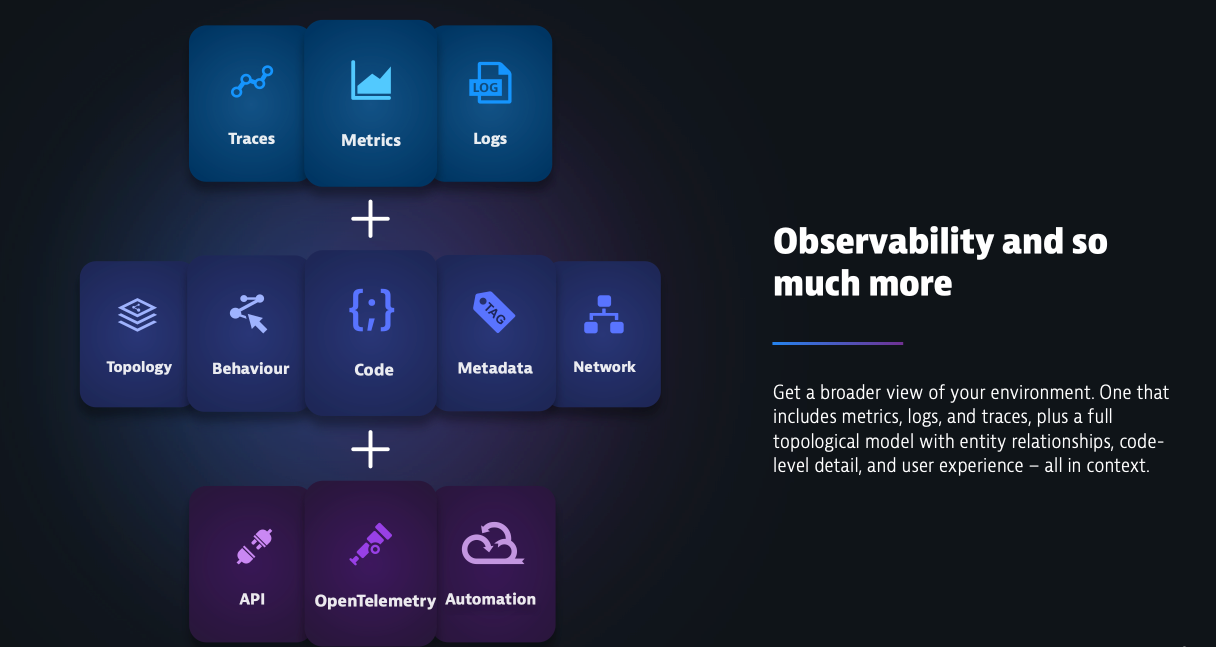 Traces
Metrics
LOG
Logs
Topology
Behaviour
{;}
Code
TAG
Metadata
Network
API
OpenTelemetry
Automation
Observability and so
much more
Get a broader view of your environment. One that
includes metrics, logs, and traces, plus a full
topological model with entity relationships, code-
level detail, and user experience – all in context.